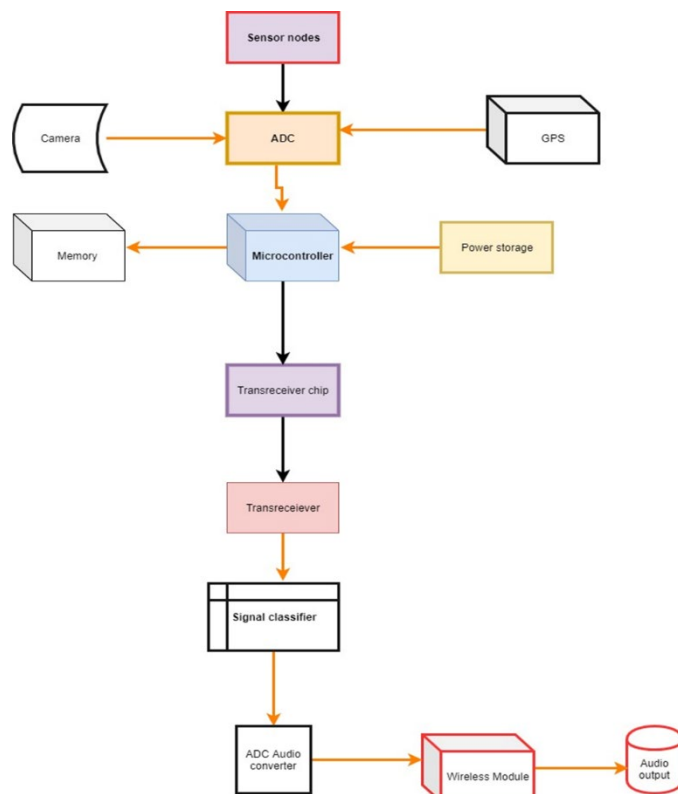 Sensor nodes
Camera
ADC
GPS
Memory
Microcontroller
Power storage
Transreceiver chip
Transreceiever
Signal classifier
ADC Audio
converter
Wireless Module
Audio
output